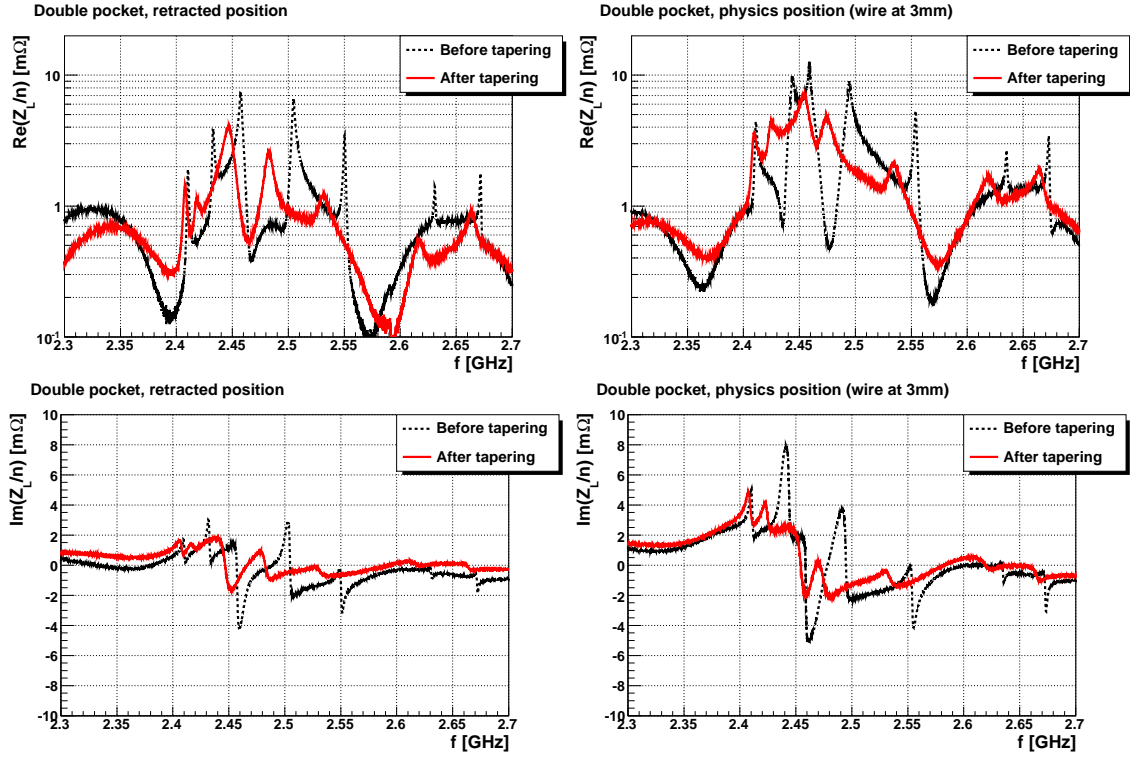 Double pocket, retracted position
Re(Z_L/n) [mΩ]
10
1
10^-1
Before tapering
After tapering
2.3 2.35 2.4 2.45 2.5 2.55 2.6 2.65 2.7
f [GHz]
Double pocket, physics position (wire at 3mm)
Re(Z_L/n) [mΩ]
10
1
10^-1
Before tapering
After tapering
2.3 2.35 2.4 2.45 2.5 2.55 2.6 2.65 2.7
f [GHz]
Double pocket, retracted position
Im(Z_L/n) [mΩ]
10
8
6
4
2
0
-2
-4
-6
-8
-10
Before tapering
After tapering
2.3 2.35 2.4 2.45 2.5 2.55 2.6 2.65 2.7
f [GHz]
Double pocket, physics position (wire at 3mm)
Im(Z_L/n) [mΩ]
10
8
6
4
2
0
-2
-4
-6
-8
-10
Before tapering
After tapering
2.3 2.35 2.4 2.45 2.5 2.55 2.6 2.65 2.7
f [GHz]